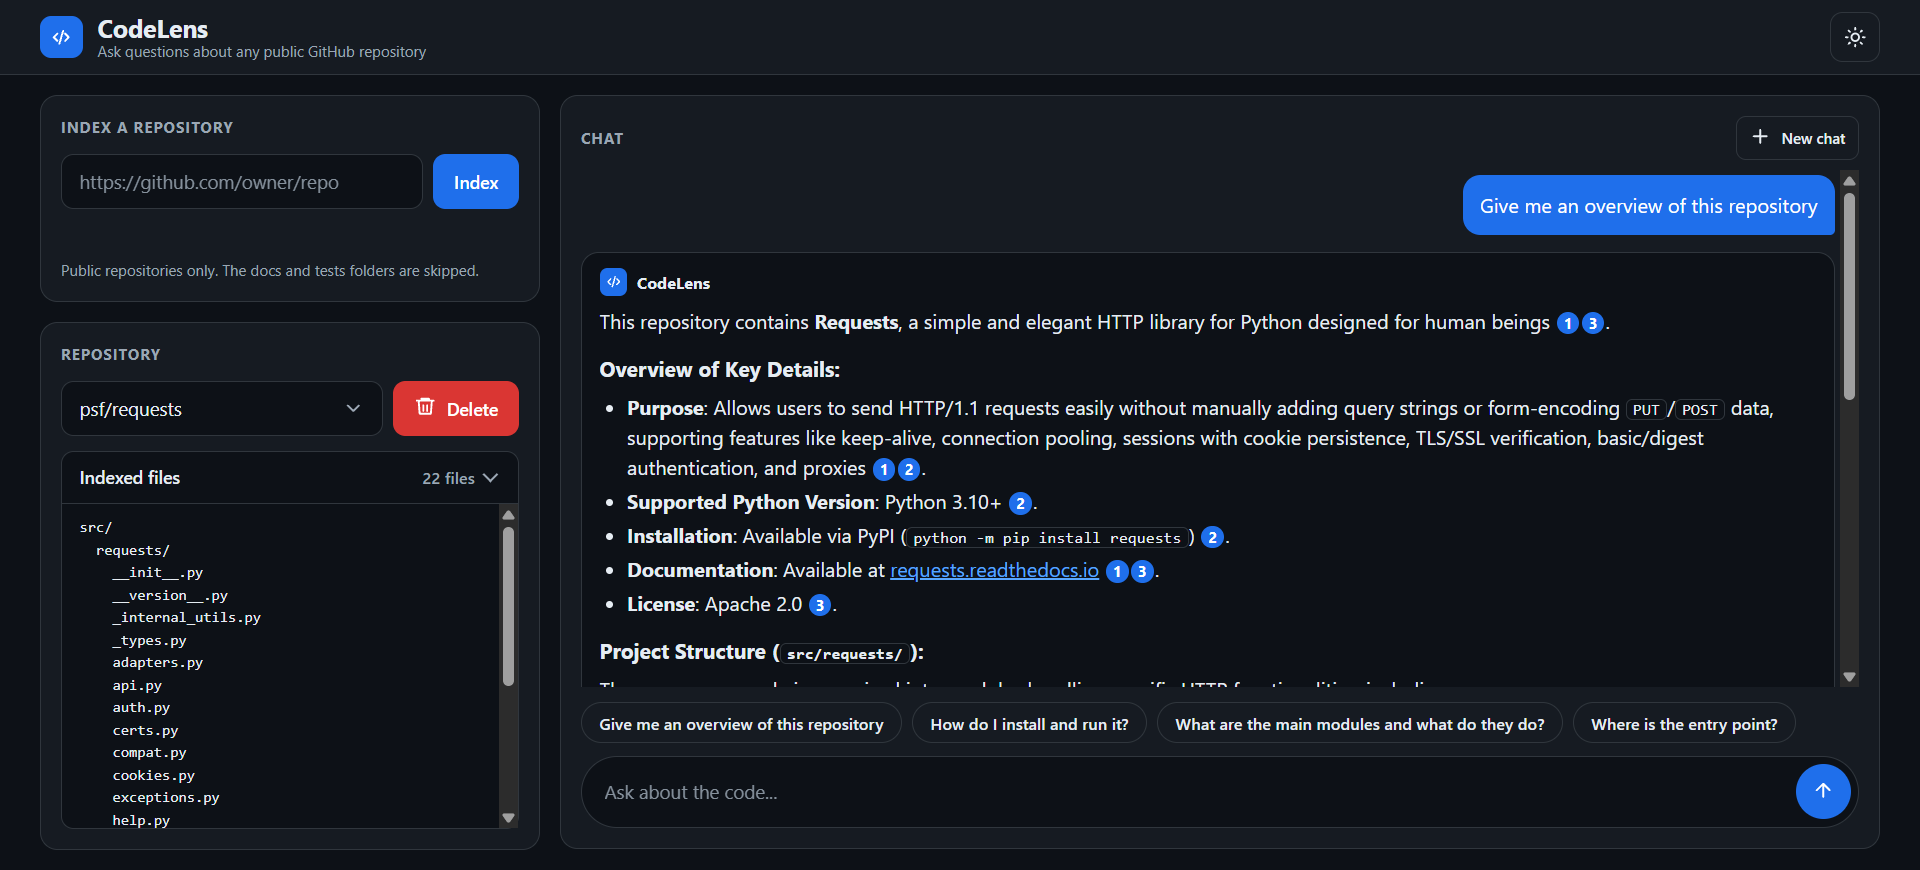 CodeLens
Ask questions about any public GitHub repository
INDEX A REPOSITORY
https://github.com/owner/repo
Index
Public repositories only. The docs and tests folders are skipped.
REPOSITORY
psf/requests
Delete
Indexed files
22 files
src/
requests/
__init__.py
__version__.py
_internal_utils.py
_types.py
adapters.py
api.py
auth.py
certs.py
compat.py
cookies.py
exceptions.py
help.py
CHAT
New chat
Give me an overview of this repository
CodeLens
This repository contains Requests, a simple and elegant HTTP library for Python designed for human beings 1 3.
Overview of Key Details:
• Purpose: Allows users to send HTTP/1.1 requests easily without manually adding query strings or form-encoding PUT/POST data,
supporting features like keep-alive, connection pooling, sessions with cookie persistence, TLS/SSL verification, basic/digest
authentication, and proxies 1 2.
• Supported Python Version: Python 3.10+ 2.
• Installation: Available via PyPI (python -m pip install requests) 2.
• Documentation: Available at requests.readthedocs.io 1 3.
• License: Apache 2.0 3.
Project Structure (src/requests/):
Give me an overview of this repository
How do I install and run it?
What are the main modules and what do they do?
Where is the entry point?
Ask about the code...